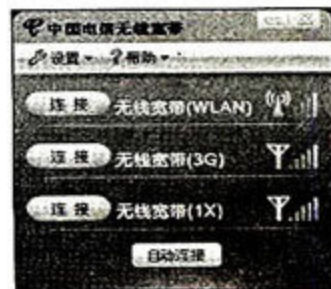 中国电信无线宽带
设置 ? 帮助
连接 无线宽带(WLAN)
连接 无线宽带(3G)
连接 无线宽带(1X)
自动连接